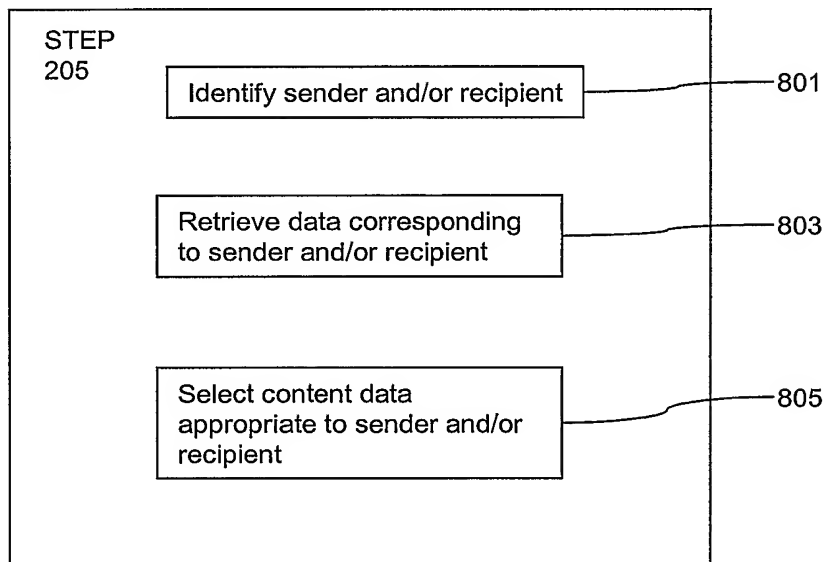 STEP
205
Identify sender and/or recipient
801
Retrieve data corresponding
to sender and/or recipient
803
Select content data
appropriate to sender and/or
recipient
805